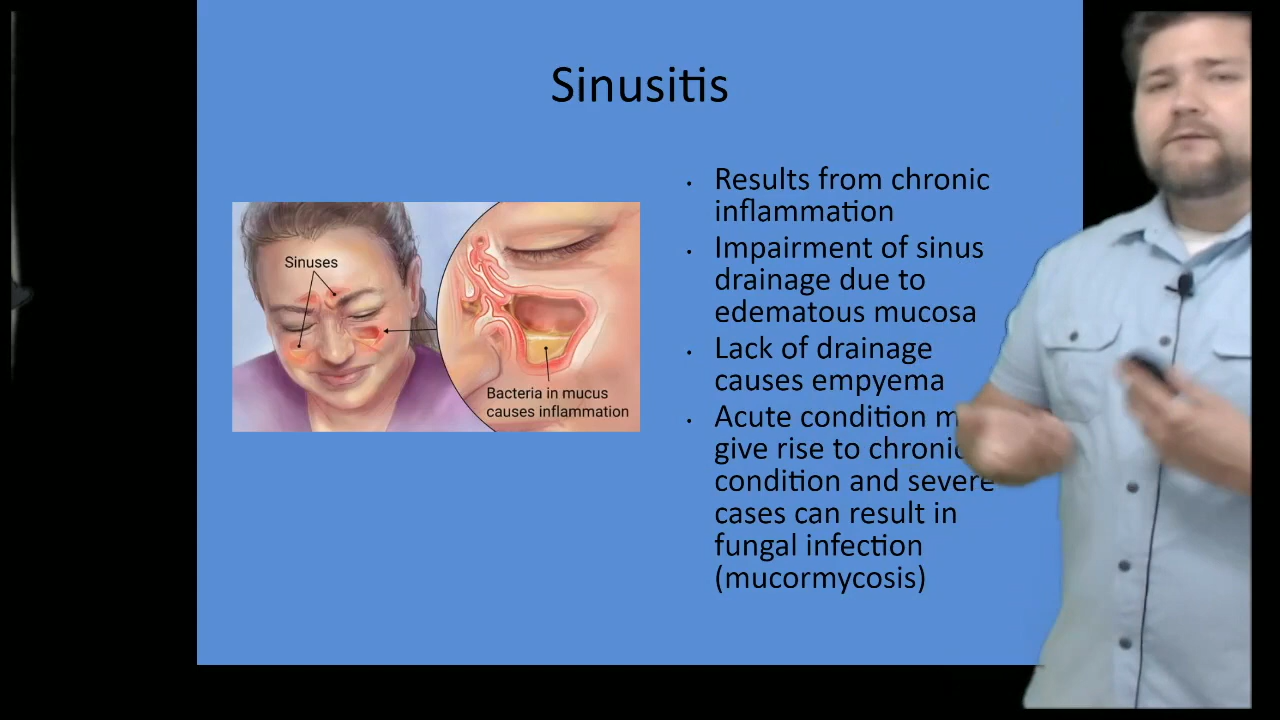 Sinusitis
Sinuses
Bacteria in mucus
causes inflammation
• Results from chronic
inflammation
• Impairment of sinus
drainage due to
edematous mucosa
• Lack of drainage
causes empyema
• Acute condition
give rise to chronic
condition and severe
cases can result in
fungal infection
(mucormycosis)